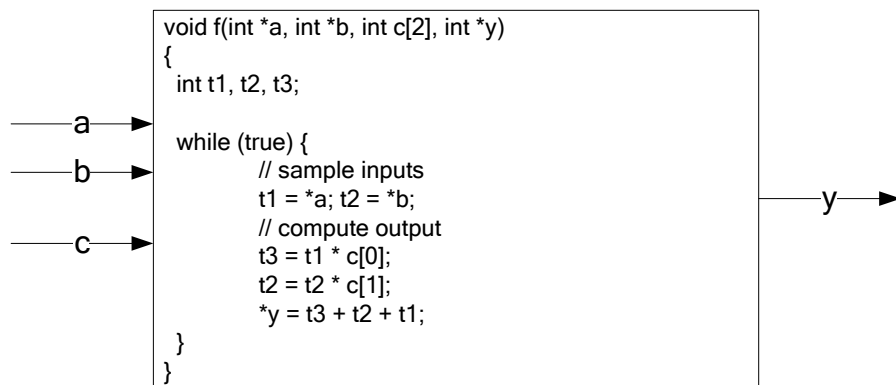 void f(int *a, int *b, int c[2], int *y)
{
int t1, t2, t3;
a
while (true) {
b
// sample inputs
t1 = *a; t2 = *b;
y
// compute output
c
t3 = t1 * c[0];
t2 = t2 * c[1];
*y = t3 + t2 + t1;
}
}